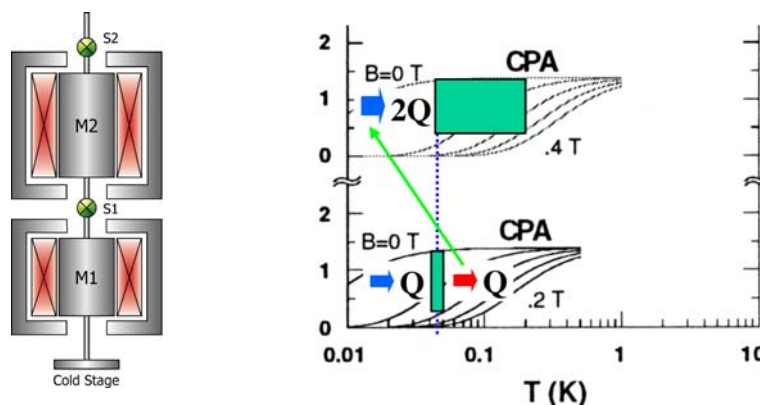 S2
M2
S1
M1
Cold Stage
2
B=0 T
CPA
1
2Q
0
.4 T
2
B=0 T
CPA
1
Q
Q
.2 T
0
0.01
0.1
1
10
T (K)